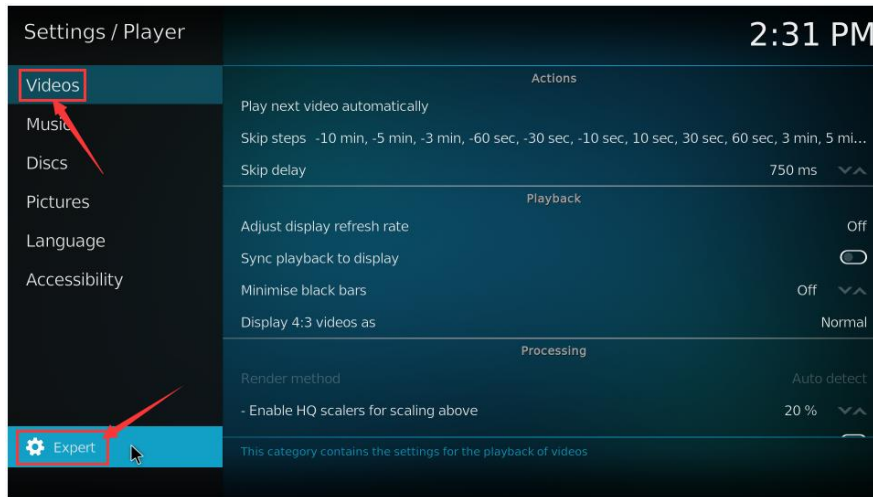 Settings / Player
2:31 PM
Videos
Music
Discs
Pictures
Language
Accessibility
Expert
Actions
Play next video automatically
Skip steps -10 min, -5 min, -3 min, -60 sec, -30 sec, -10 sec, 10 sec, 30 sec, 60 sec, 3 min, 5 mi...
Skip delay 750 ms
Playback
Adjust display refresh rate Off
Sync playback to display
Minimise black bars Off
Display 4:3 videos as Normal
Processing
Render method Auto detect
- Enable HQ scalers for scaling above 20 %
This category contains the settings for the playback of videos